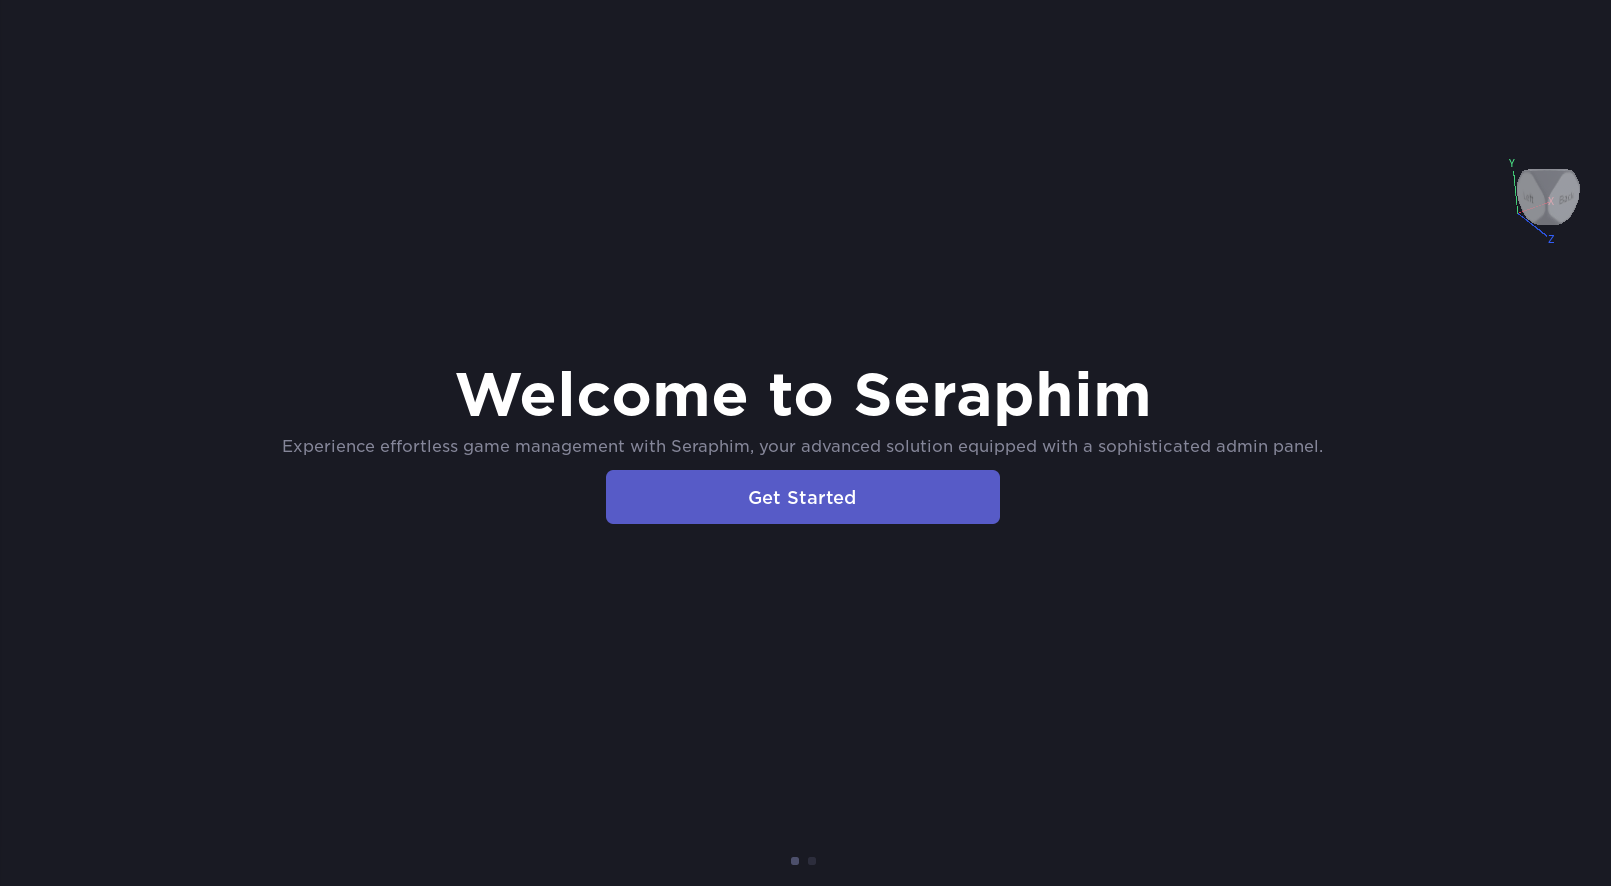 Y
X
Z
Welcome to Seraphim
Experience effortless game management with Seraphim, your advanced solution equipped with a sophisticated admin panel.
Get Started